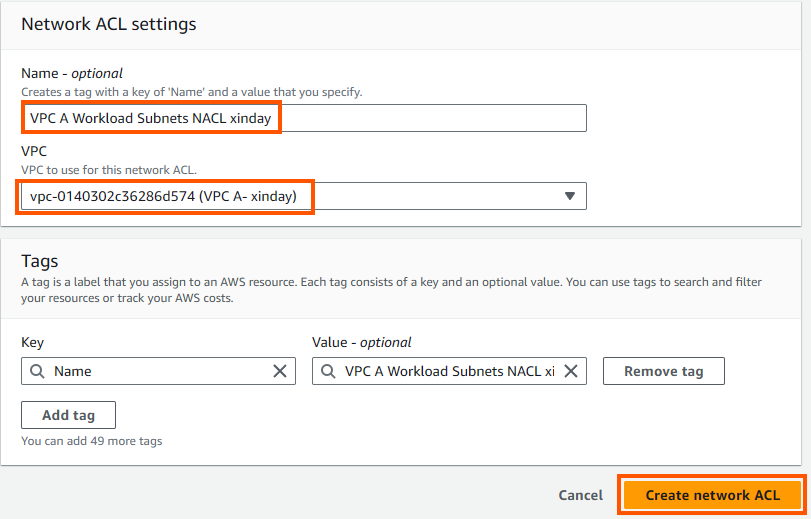 Network ACL settings
Name - optional
Creates a tag with a key of 'Name' and a value that you specify.
VPC A Workload Subnets NACL xinday
VPC
VPC to use for this network ACL.
vpc-0140302c36286d574 (VPC A- xinday)
Tags
A tag is a label that you assign to an AWS resource. Each tag consists of a key and an optional value. You can use tags to search and filter
your resources or track your AWS costs.
Key
Value - optional
Name
VPC A Workload Subnets NACL xi
Remove tag
Add tag
You can add 49 more tags
Cancel
Create network ACL